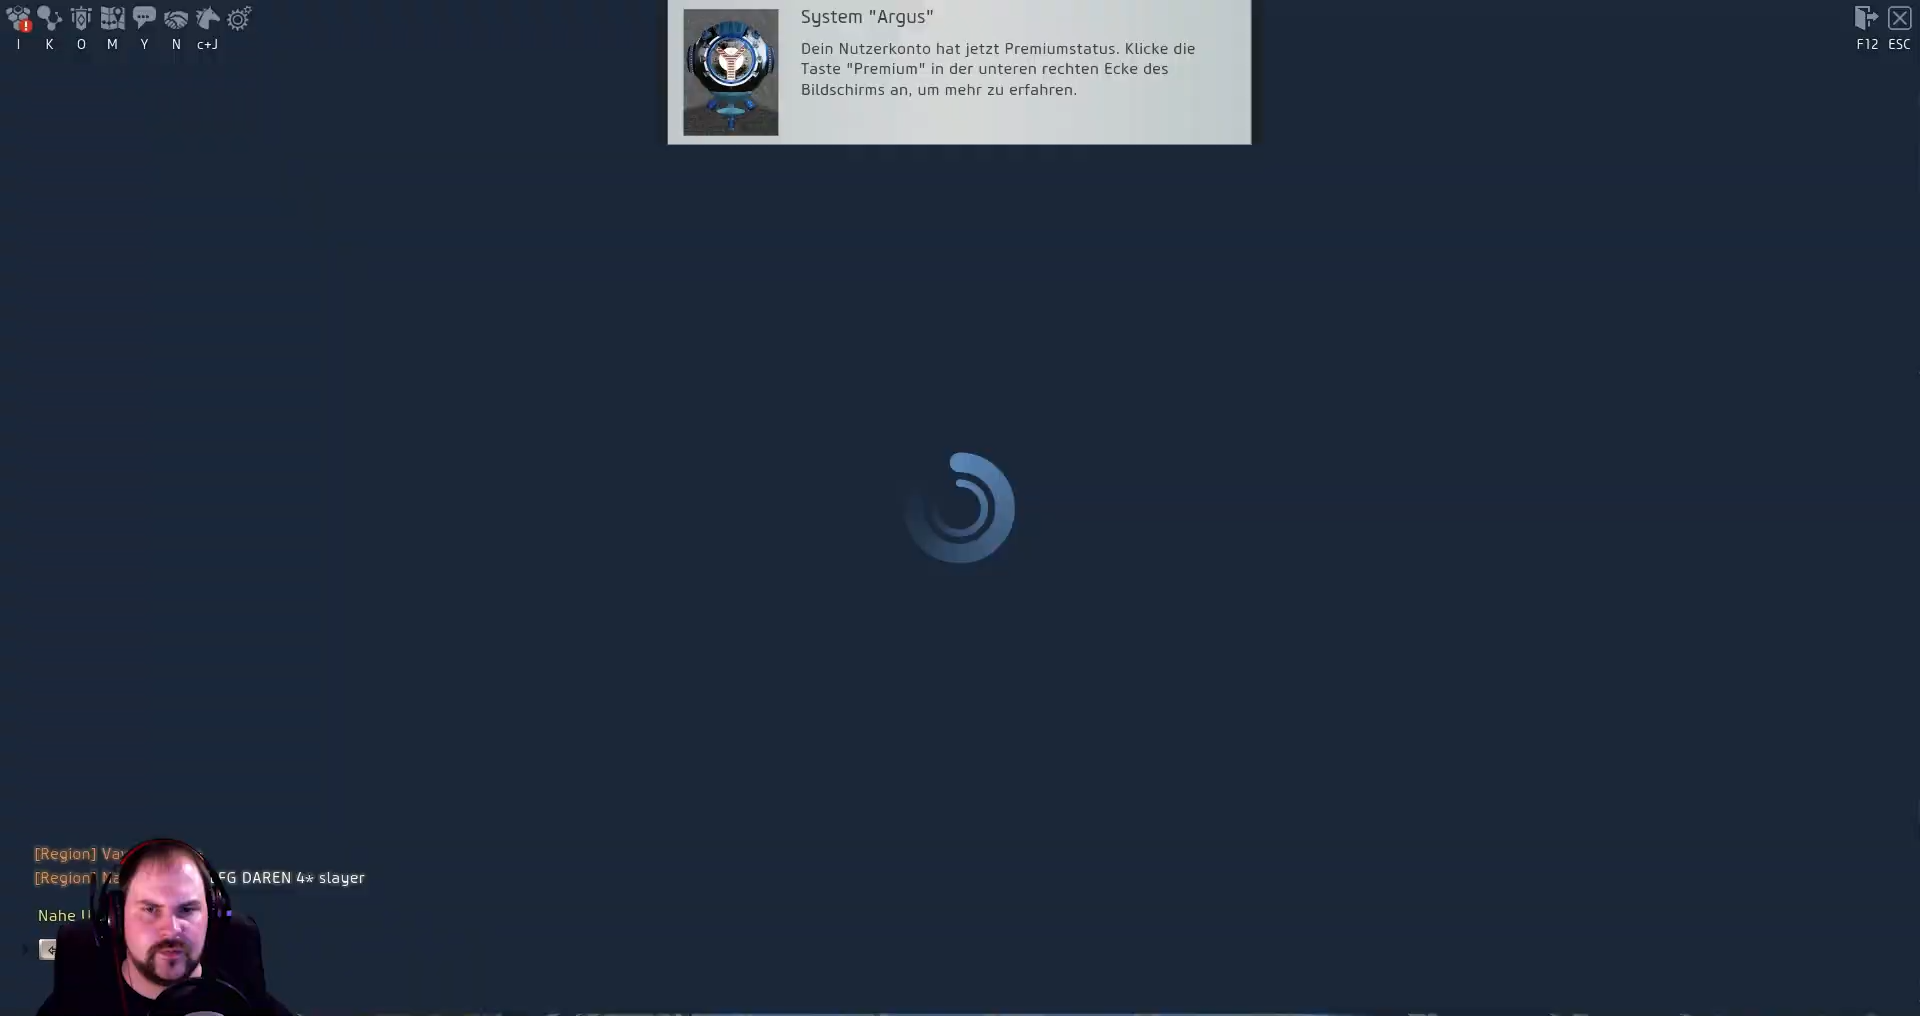 System "Argus"
Dein Nutzerkonto hat jetzt Premiumstatus. Klicke die
Taste "Premium" in der unteren rechten Ecke des
Bildschirms an, um mehr zu erfahren.
I K O M Y N c+J
F12 ESC
[Region]
[Region] DAREN 4* slayer
Nahe